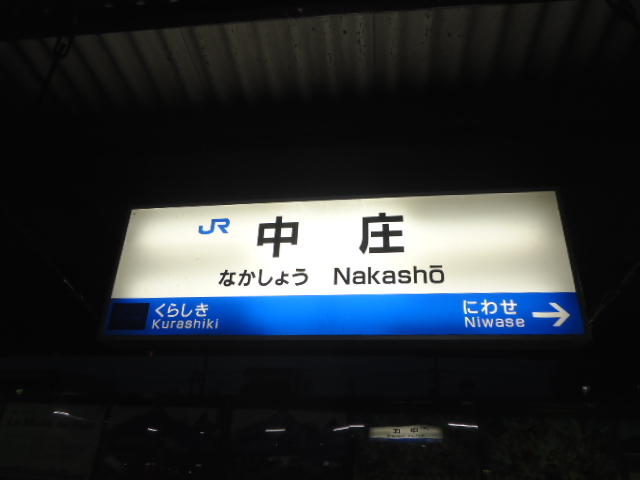 JR 中庄
なかしょう Nakashō
くらしき にわせ →
Kurashiki Niwase